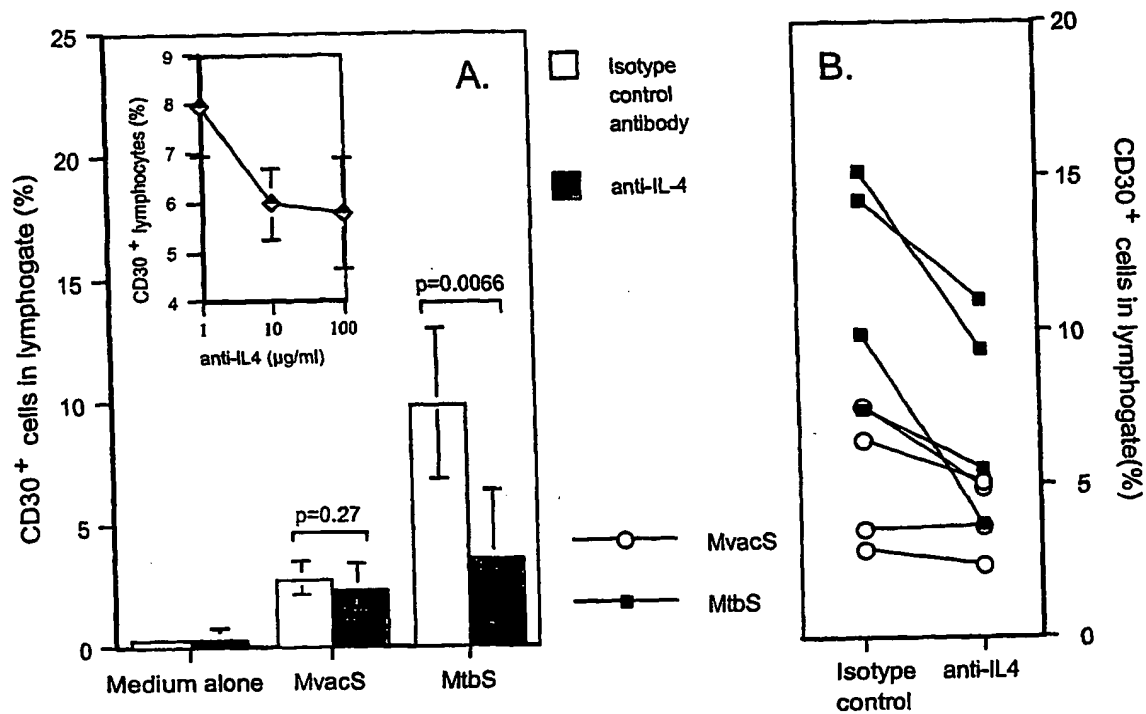 A.
CD30+ cells in lymphogate (%)
25
20
15
10
5
0
CD30 + lymphocytes (%)
9
8
7
6
5
4
1 10 100
anti-IL4 (µg/ml)
p=0.27
p=0.0066
Medium alone MvacS MtbS
Isotype
control
antibody
anti-IL-4
MvacS
MtbS
B.
20
15
10
5
0
CD30+ cells in lymphogate(%)
Isotype
control
anti-IL4